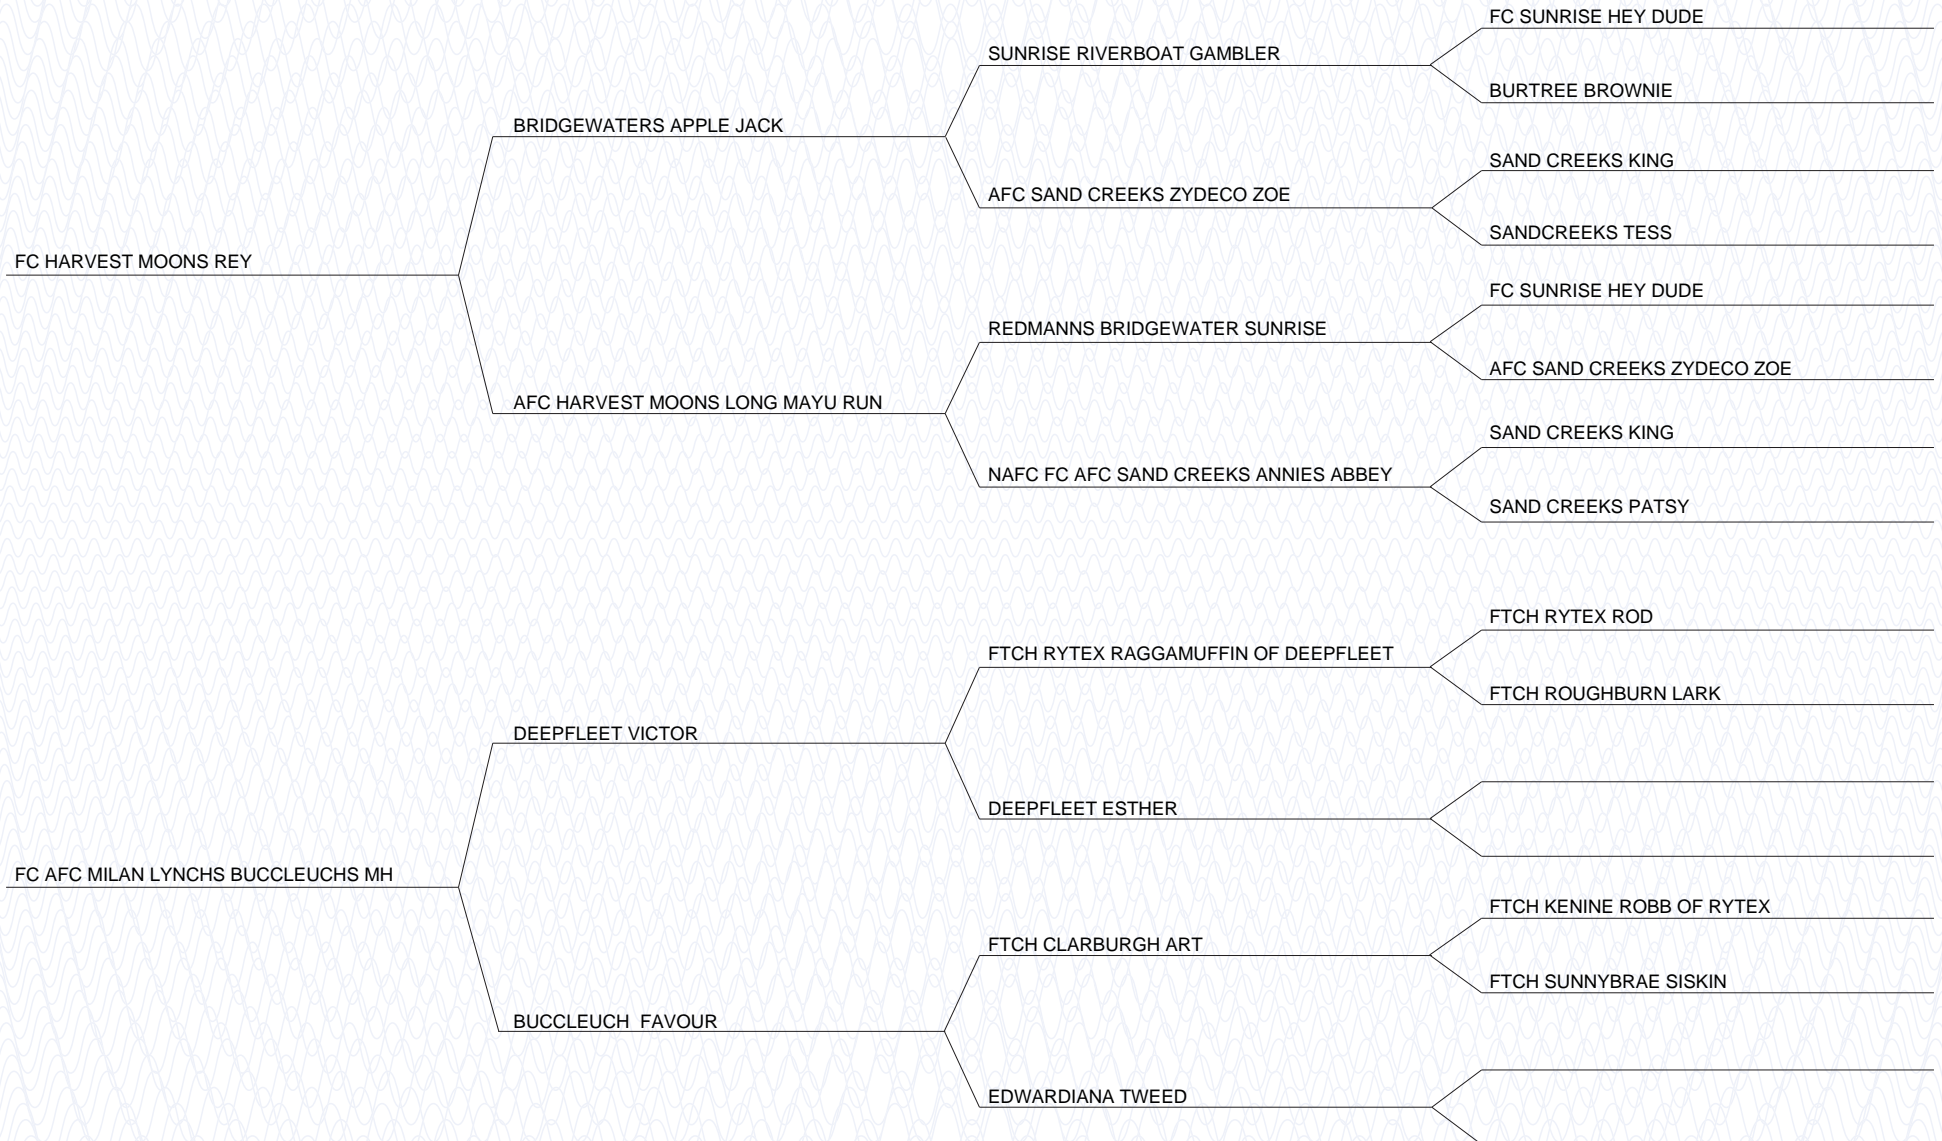 FC SUNRISE HEY DUDE
SUNRISE RIVERBOAT GAMBLER
BURTREE BROWNIE
BRIDGEWATERS APPLE JACK
SAND CREEKS KING
AFC SAND CREEKS ZYDECO ZOE
SANDCREEKS TESS
FC HARVEST MOONS REY
FC SUNRISE HEY DUDE
REDMANNS BRIDGEWATER SUNRISE
AFC SAND CREEKS ZYDECO ZOE
AFC HARVEST MOONS LONG MAYU RUN
SAND CREEKS KING
NAFC FC AFC SAND CREEKS ANNIES ABBEY
SAND CREEKS PATSY
FTCH RYTEX ROD
FTCH RYTEX RAGGAMUFFIN OF DEEPFLEET
FTCH ROUGHBURN LARK
DEEPFLEET VICTOR
DEEPFLEET ESTHER
FC AFC MILAN LYNCHS BUCCLEUCHS MH
FTCH KENINE ROBB OF RYTEX
FTCH CLARBURGH ART
FTCH SUNNYBRAE SISKIN
BUCCLEUCH  FAVOUR
EDWARDIANA TWEED